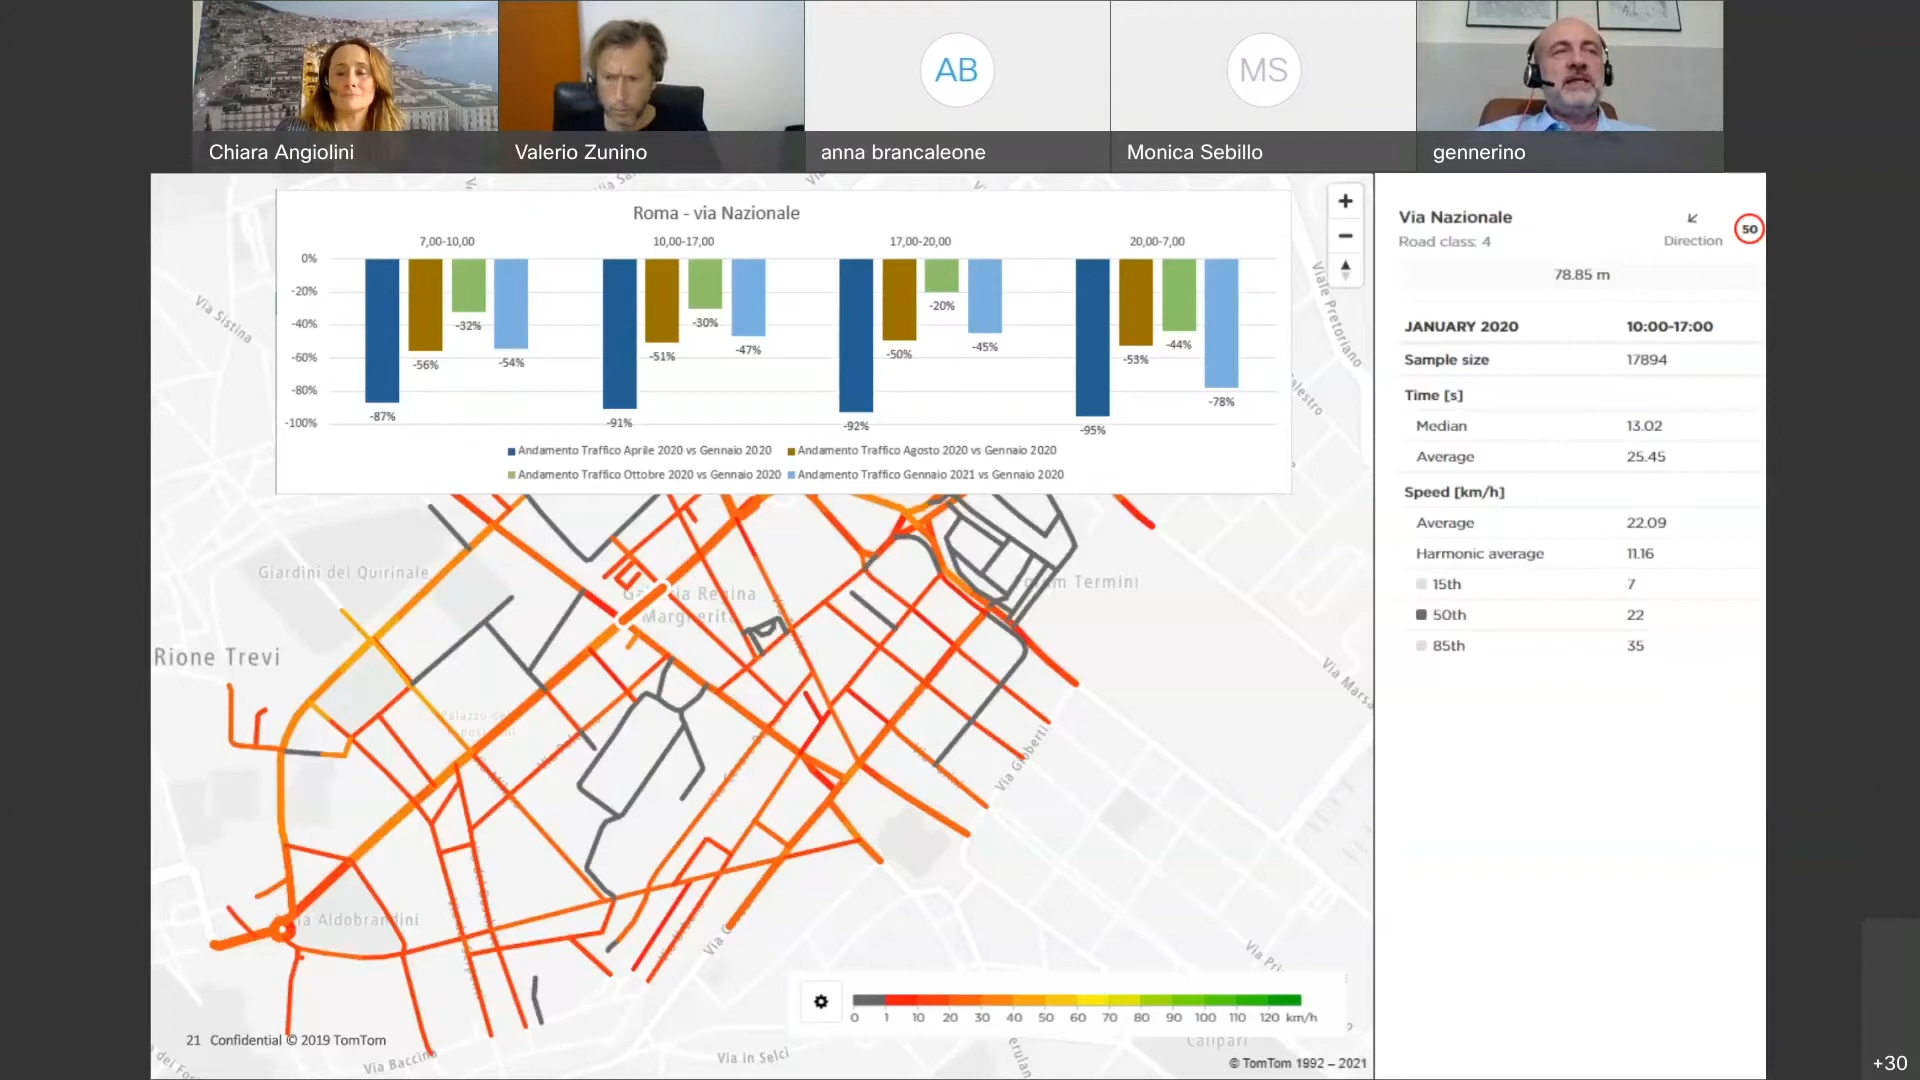 AB
MS
Chiara Angiolini
Valerio Zunino
anna brancaleone
Monica Sebillo
gennerino
Roma - via Nazionale
7,00-10,00
10,00-17,00
17,00-20,00
20,00-7,00
0%
-20%
-40%
-60%
-80%
-100%
-87%
-56%
-32%
-54%
-91%
-51%
-30%
-47%
-92%
-50%
-20%
-45%
-95%
-53%
-44%
-78%
Andamento Traffico Aprile 2020 vs Gennaio 2020
Andamento Traffico Agosto 2020 vs Gennaio 2020
Andamento Traffico Ottobre 2020 vs Gennaio 2020
Andamento Traffico Gennaio 2021 vs Gennaio 2020
Via Sistina
Viale Pretoriano
Giardini del Quirinale
Regina
Margherita
Termini
Rione Trevi
Via Gioberti
Via Marsa
Aldobrandini
Via Baccina
Via in Selci
0 1 10 20 30 40 50 60 70 80 90 100 110 120 km/h
21 Confidential © 2019 TomTom
© TomTom 1992 – 2021
Via Nazionale
Road class: 4
Direction
50
78.85 m
JANUARY 2020 10:00-17:00
Sample size 17894
Time [s]
Median 13.02
Average 25.45
Speed [km/h]
Average 22.09
Harmonic average 11.16
15th 7
50th 22
85th 35
+30